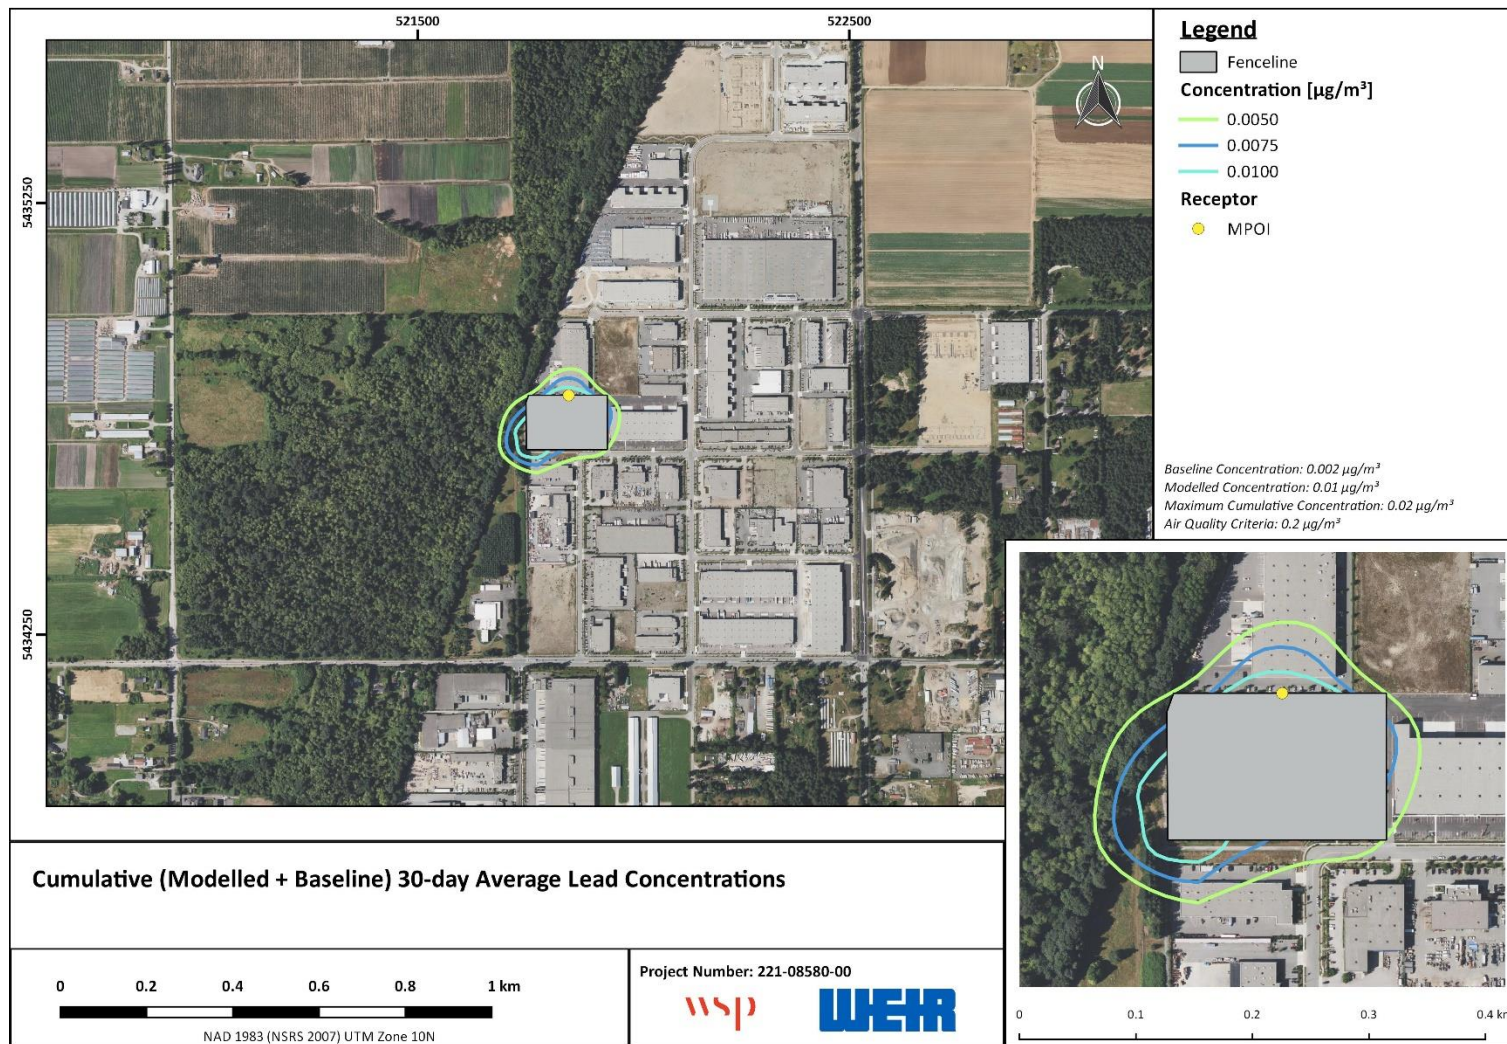 521500
522500
5435250
5434250
N
Legend
Fenceline
Concentration [µg/m³]
0.0050
0.0075
0.0100
Receptor
MPOI
Baseline Concentration: 0.002 µg/m³
Modelled Concentration: 0.01 µg/m³
Maximum Cumulative Concentration: 0.02 µg/m³
Air Quality Criteria: 0.2 µg/m³
Cumulative (Modelled + Baseline) 30-day Average Lead Concentrations
0 0.2 0.4 0.6 0.8 1 km
NAD 1983 (NSRS 2007) UTM Zone 10N
Project Number: 221-08580-00
wsp WEIR
0 0.1 0.2 0.3 0.4 km